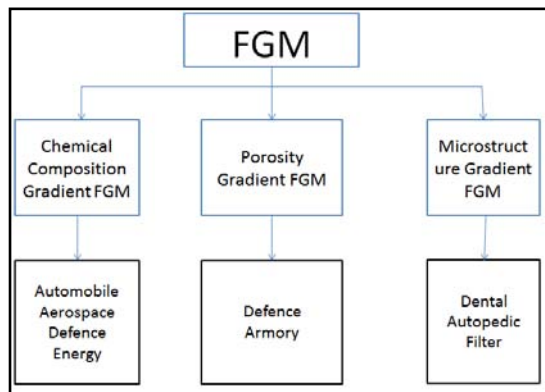 FGM
Chemical
Composition
Gradient FGM
Porosity
Gradient FGM
Microstruct
ure Gradient
FGM
Automobile
Aerospace
Defence
Energy
Defence
Armory
Dental
Autopedic
Filter